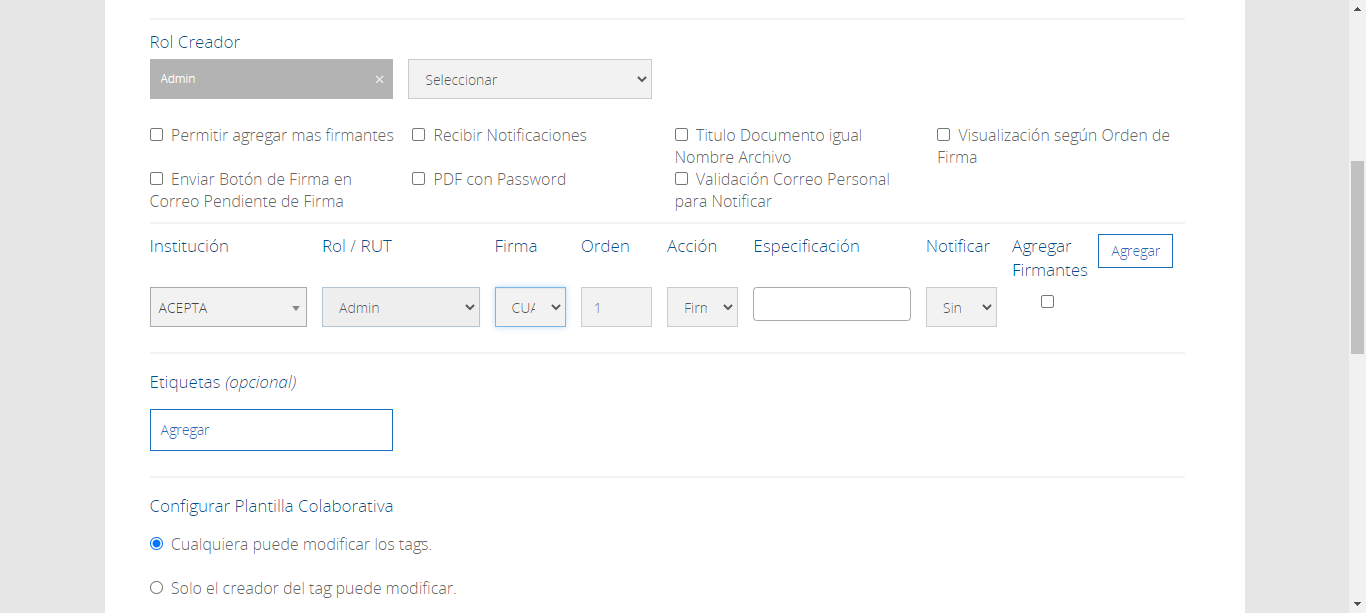 Rol Creador
Admin ×
Seleccionar
Permitir agregar mas firmantes
Recibir Notificaciones
Titulo Documento igual
Nombre Archivo
Visualización según Orden de
Firma
Enviar Botón de Firma en
Correo Pendiente de Firma
PDF con Password
Validación Correo Personal
para Notificar
Institución
Rol / RUT
Firma
Orden
Acción
Especificación
Notificar
Agregar
Firmantes
Agregar
ACEPTA
Admin
CUA
1
Firm
Sin
Etiquetas (opcional)
Agregar
Configurar Plantilla Colaborativa
Cualquiera puede modificar los tags.
Solo el creador del tag puede modificar.